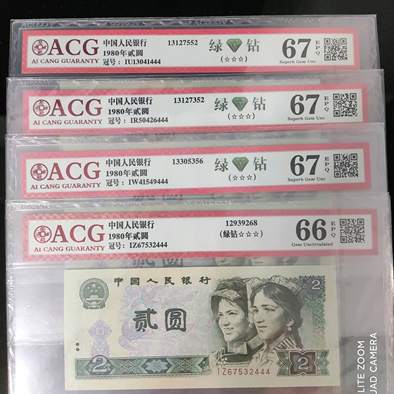 ACG
AI CANG GUARANTY
中国人民银行
1980年贰圆
冠号: IU13041444
13127552
绿 钻
(☆☆☆)
67 EPQ
Superb Gem Unc
ACG
AI CANG GUARANTY
中国人民银行
1980年贰圆
冠号: IR50426444
13127352
绿 钻
(☆☆☆)
67 EPQ
Superb Gem Unc
ACG
AI CANG GUARANTY
中国人民银行
1980年贰圆
冠号: IW41549444
13305356
绿 钻
(☆☆☆)
67 EPQ
Superb Gem Unc
ACG
AI CANG GUARANTY
中国人民银行
1980年贰圆
冠号: IZ67532444
12939268
(绿钻☆☆☆)
66 EPQ
Gem Uncirculated
中国人民银行
2
贰圆
IZ67532444
2
2
LITE ZOOM
UAD CAMERA